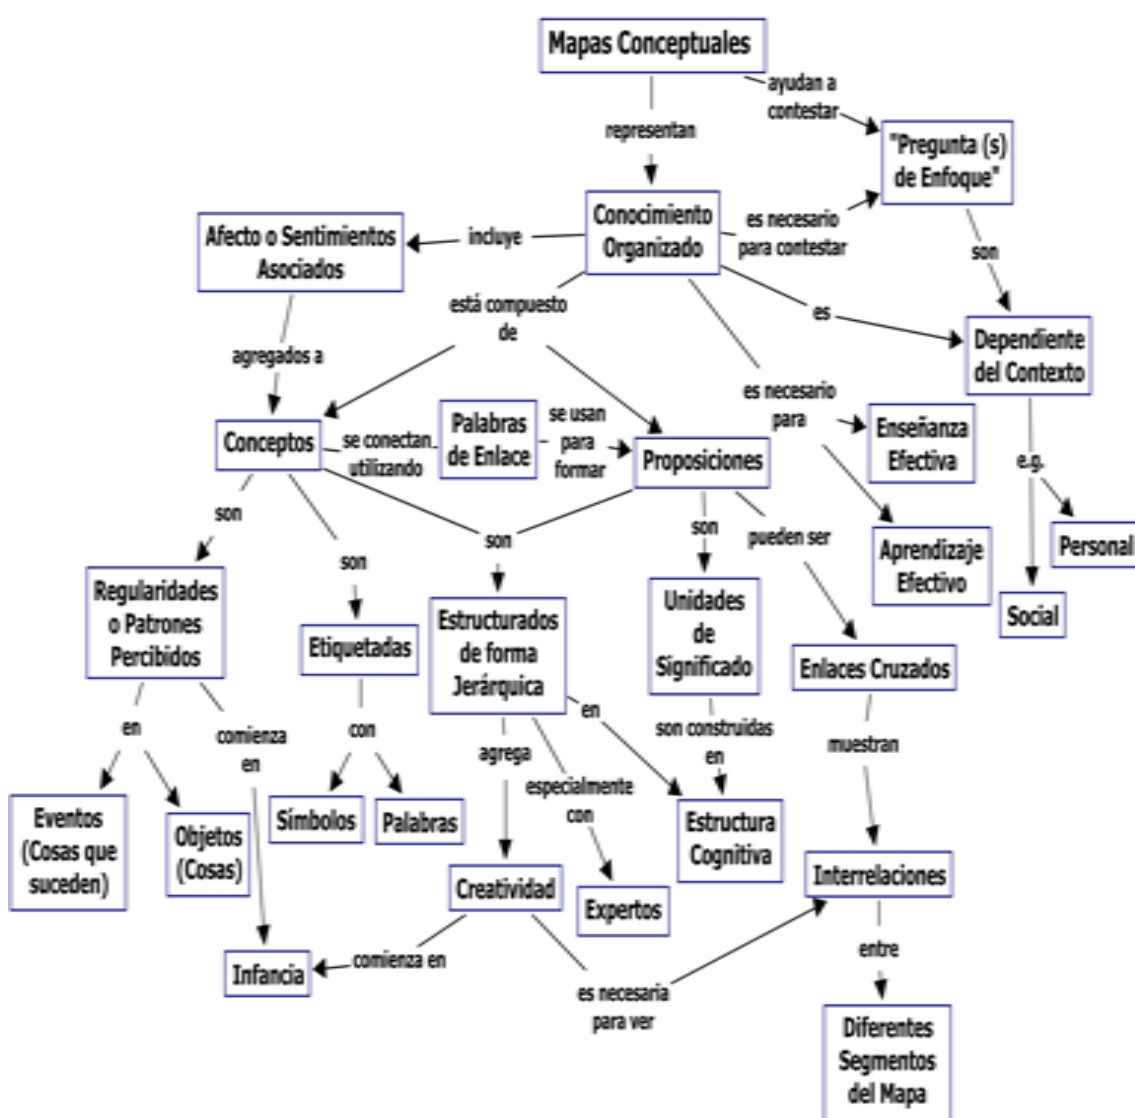 Mapas Conceptuales
ayudan a
contestar
representan
"Pregunta (s)
de Enfoque"
Conocimiento
Organizado
es necesario
para contestar
incluye
Afecto o Sentimientos
Asociados
son
está compuesto
de
es
Dependiente
del Contexto
agregados a
es necesario
para
Enseñanza
Efectiva
Conceptos
se conectan
utilizando
Palabras
de Enlace
se usan
para
formar
Proposiciones
e.g.
son
son
son
son
pueden ser
Aprendizaje
Efectivo
Personal
Social
Regularidades
o Patrones
Percibidos
Etiquetadas
Estructurados
de forma
Jerárquica
Unidades
de
Significado
Enlaces Cruzados
en
comienza
en
con
agrega
especialmente
con
en
son construidas
en
muestran
Eventos
(Cosas que
suceden)
Objetos
(Cosas)
Símbolos
Palabras
Estructura
Cognitiva
Creatividad
Expertos
Interrelaciones
Infancia
comienza en
es necesaria
para ver
entre
Diferentes
Segmentos
del Mapa